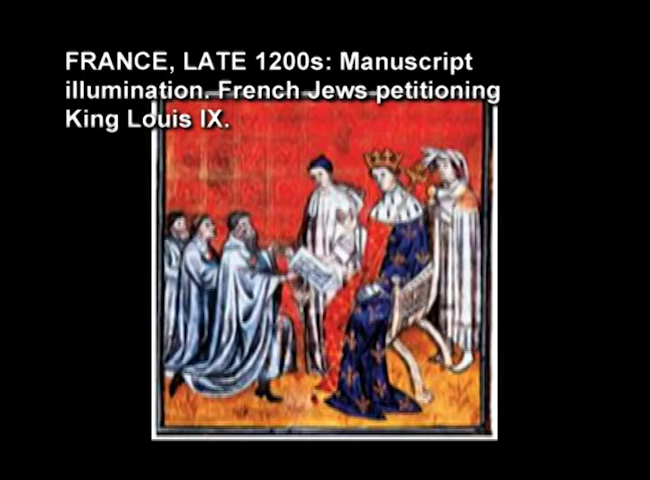 FRANCE, LATE 1200s: Manuscript
illumination. French Jews petitioning
King Louis IX.